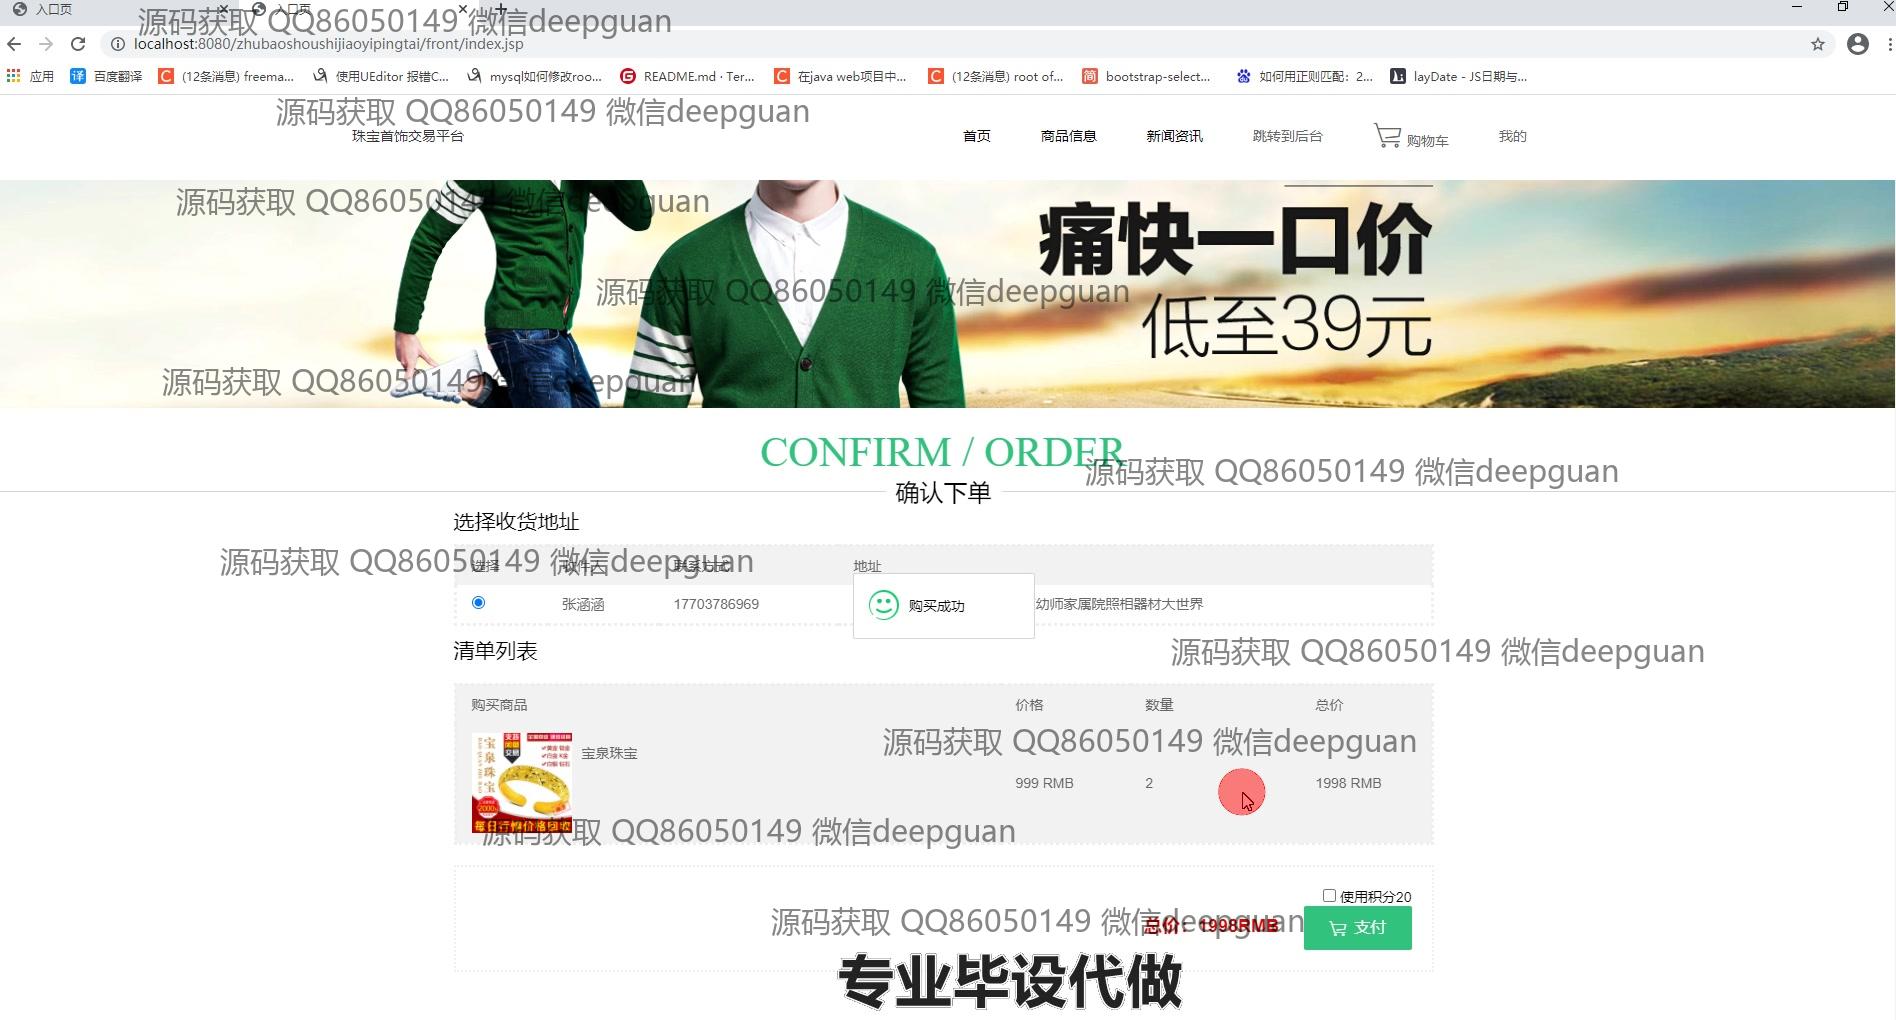 入口页
入口页
源码获取 QQ86050149 微信deepguan
localhost:8080/zhubaoshoushijiaoyipingtai/front/index.jsp
应用
百度翻译
(12条消息) freema...
使用UEditor 报错C...
mysql如何修改roo...
README.md · Ter...
在java web项目中...
(12条消息) root of...
bootstrap-select...
如何用正则匹配：2...
layDate - JS日期与...
源码获取 QQ86050149 微信deepguan
珠宝首饰交易平台
首页
商品信息
新闻资讯
跳转到后台
购物车
我的
源码获取 QQ86050149 微信deepguan
痛快一口价
源码获取 QQ86050149 微信deepguan
低至39元
源码获取 QQ86050149 微信deepguan
CONFIRM / ORDER
源码获取 QQ86050149 微信deepguan
确认下单
选择收货地址
源码获取 QQ86050149 微信deepguan
选择 收件人 联系方式 地址
张涵涵 17703786969 幼师家属院照相器材大世界
购买成功
清单列表
源码获取 QQ86050149 微信deepguan
购买商品 价格 数量 总价
源码获取 QQ86050149 微信deepguan
宝泉珠宝
宝泉珠宝
999 RMB 2 1998 RMB
每日行情价格回收
源码获取 QQ86050149 微信deepguan
使用积分20
源码获取 QQ86050149 微信deepguan
总价：1998RMB
支付
专业毕设代做